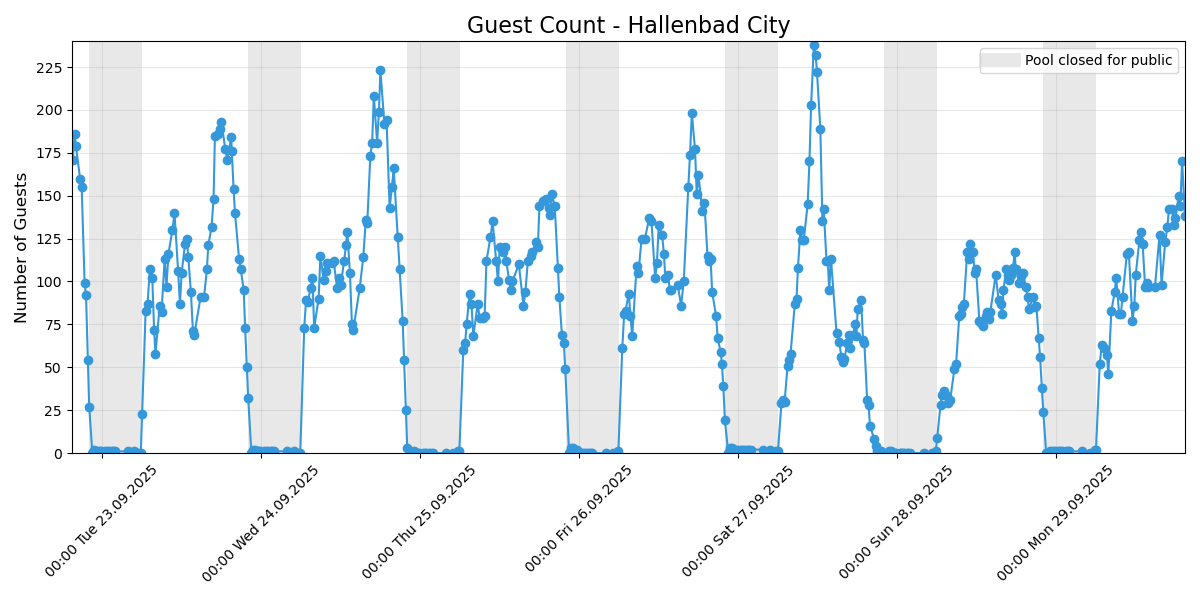 Guest Count - Hallenbad City
Pool closed for public
Number of Guests
225
200
175
150
125
100
75
50
25
0
00:00 Tue 23.09.2025
00:00 Wed 24.09.2025
00:00 Thu 25.09.2025
00:00 Fri 26.09.2025
00:00 Sat 27.09.2025
00:00 Sun 28.09.2025
00:00 Mon 29.09.2025